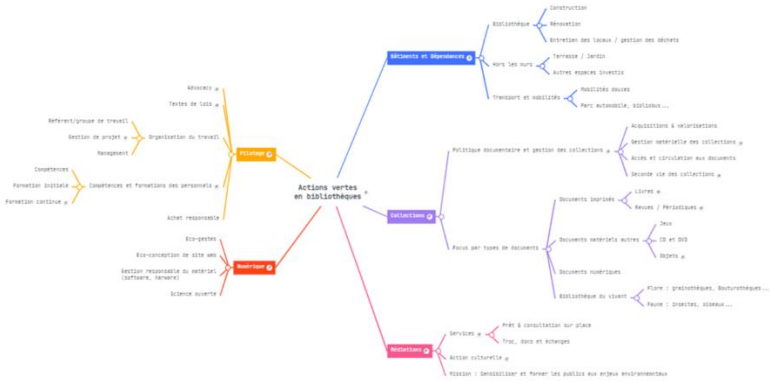 Actions vertes
en bibliothèques
Bâtiments et Dépendances
Bibliothèque
Construction
Rénovation
Entretien des locaux / gestion des déchets
Hors les murs
Terrasse / Jardin
Autres espaces investis
Transport et mobilités
Mobilités douces
Parc automobile, bibliobus...
Collections
Politique documentaire et gestion des collections
Acquisitions & valorisations
Gestion matérielle des collections
Accès et circulation aux documents
Seconde vie des collections
Focus par types de documents
Documents imprimés
Livres
Revues / Périodiques
Documents matériels autres
Jeux
CD et DVD
Objets
Documents numériques
Bibliothèque du vivant
Flore : grainothèques, Bouturothèques...
Faune : insectes, oiseaux...
Médiations
Services
Prêt & consultation sur place
Troc, dons et échanges
Action culturelle
Mission : Sensibiliser et former les publics aux enjeux environnementaux
Pilotage
Advocacy
Textes de lois
Organisation du travail
Référent/groupe de travail
Gestion de projet
Management
Compétences et formations des personnels
Compétences
Formation initiale
Formation continue
Achat responsable
Numérique
Eco-gestes
Eco-conception de site web
Gestion responsable du matériel
(software, harware)
Science ouverte